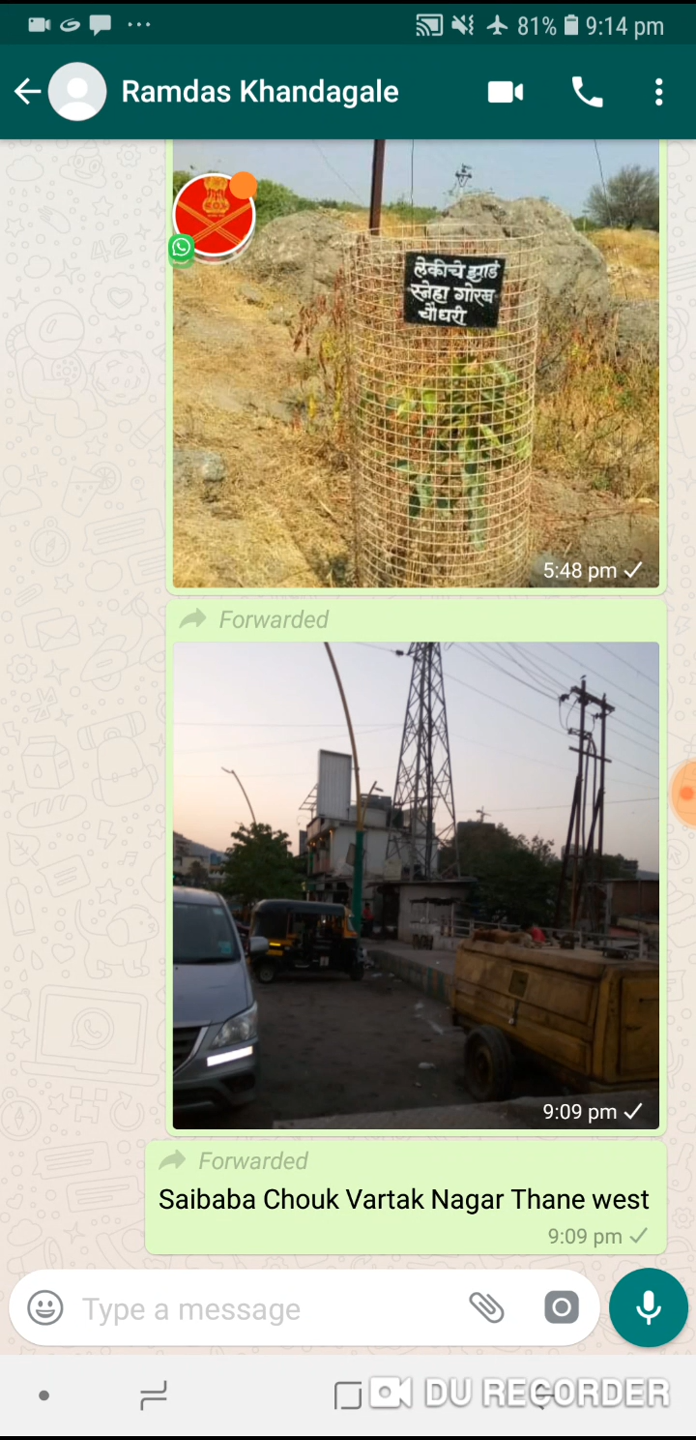 81% 9:14 pm
Ramdas Khandagale
लेकीचे झाडं
स्नेहा गोरख
चौधरी
5:48 pm
Forwarded
9:09 pm
Forwarded
Saibaba Chouk Vartak Nagar Thane west
9:09 pm
Type a message
DU RECORDER